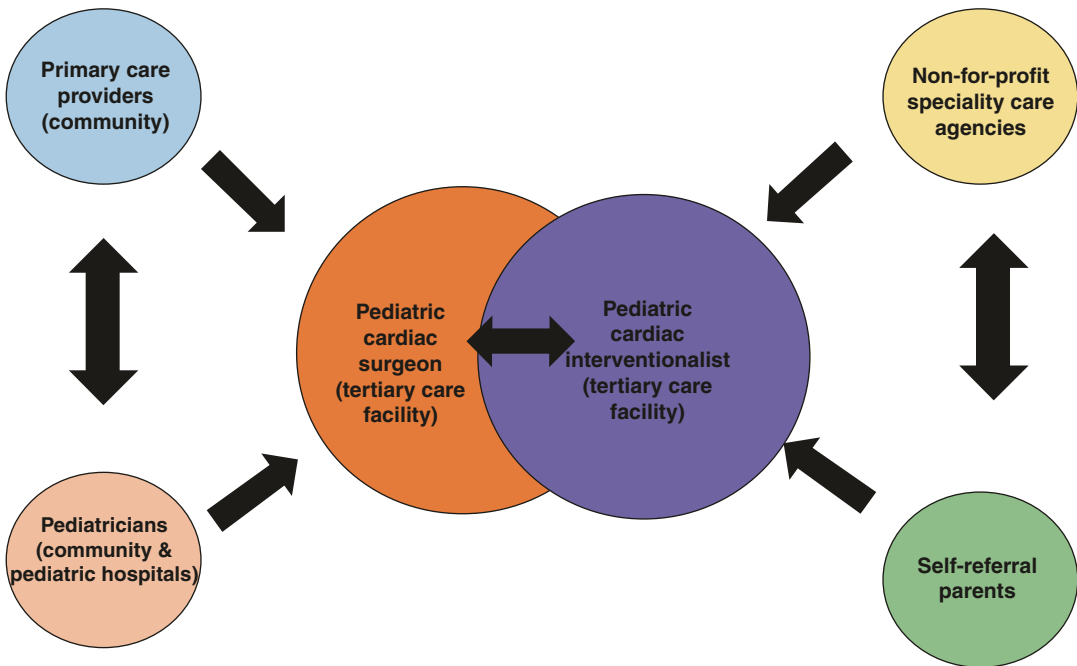 Primary care
providers
(community)
Non-for-profit
speciality care
agencies
Pediatric
cardiac
surgeon
(tertiary care
facility)
Pediatric
cardiac
interventionalist
(tertiary care
facility)
Pediatricians
(community &
pediatric hospitals)
Self-referral
parents